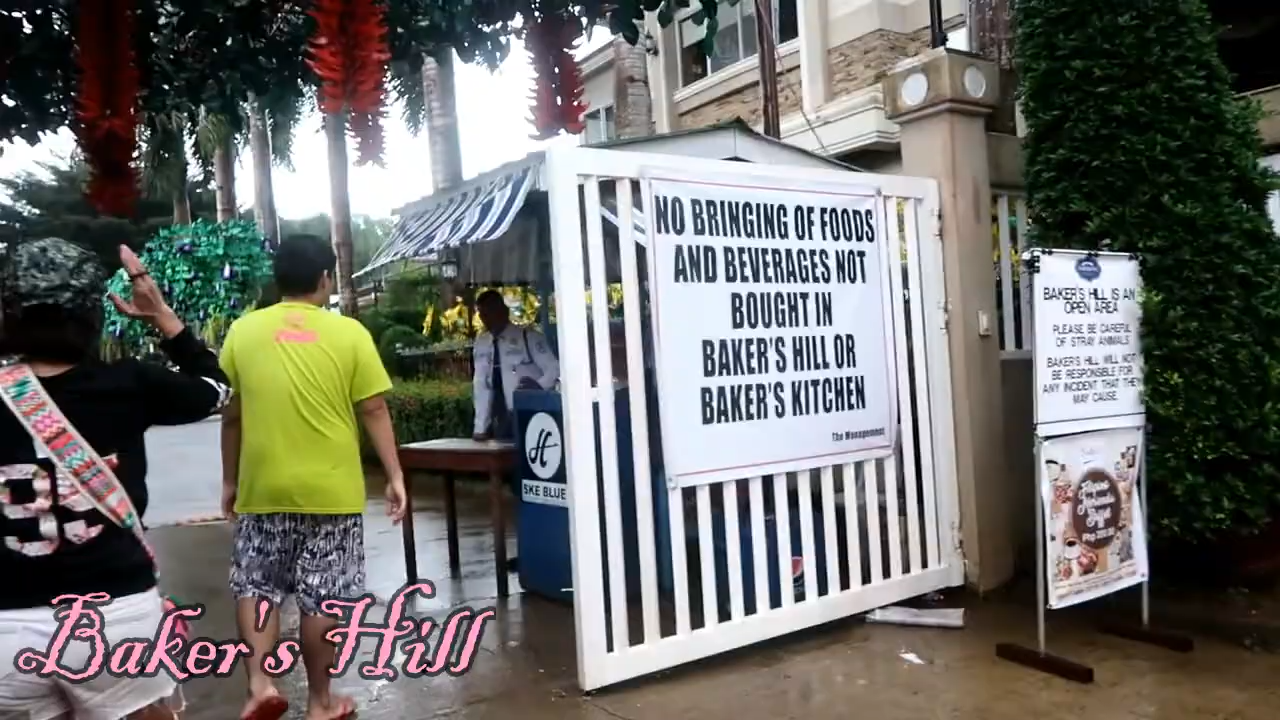 NO BRINGING OF FOODS
AND BEVERAGES NOT
BOUGHT IN
BAKER'S HILL OR
BAKER'S KITCHEN
The Management
BAKER'S HILL IS AN
OPEN AREA
PLEASE BE CAREFUL
OF STRAY ANIMALS
BAKER'S HILL WILL NOT
BE RESPONSIBLE FOR
ANY INCIDENT THAT THEY
MAY CAUSE.
Buffet
H
SKE BLUE
95
Baker's Hill